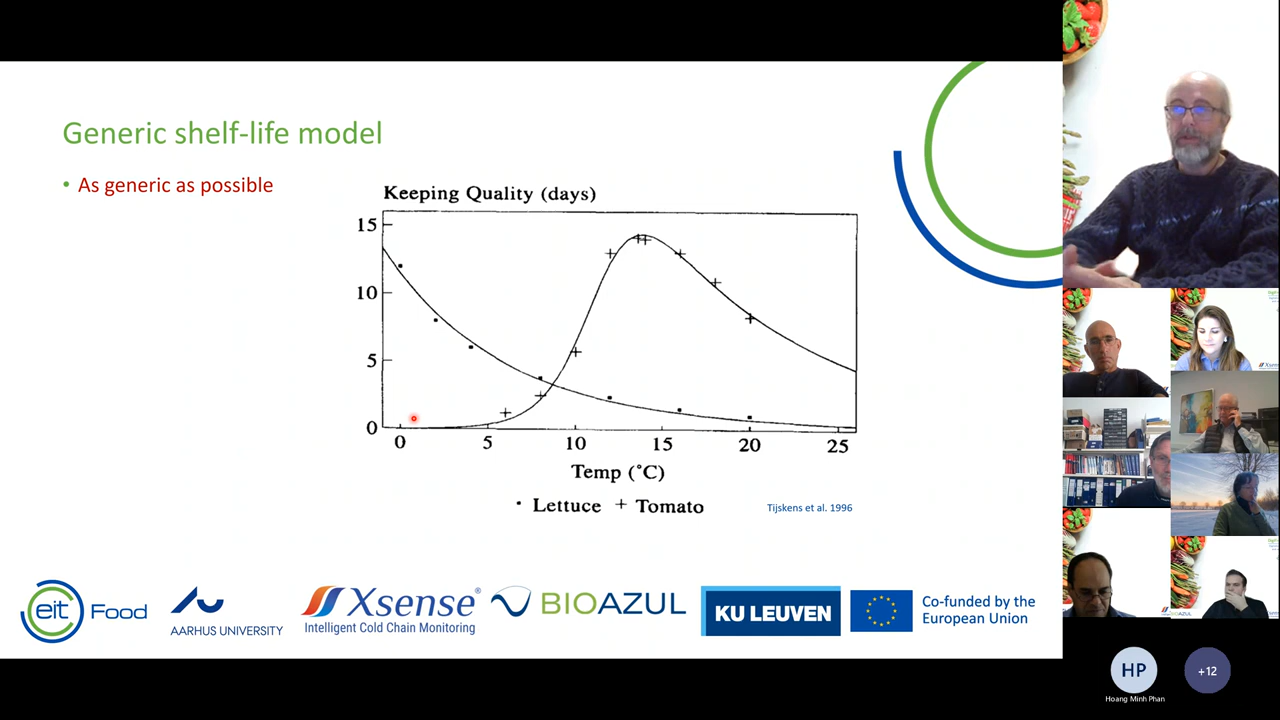 Generic shelf-life model
• As generic as possible
Keeping Quality (days)
15
10
5
0
0 5 10 15 20 25
Temp (°C)
· Lettuce + Tomato
Tijskens et al. 1996
eit Food
AARHUS UNIVERSITY
Xsense®
Intelligent Cold Chain Monitoring
BIOAZUL
KU LEUVEN
Co-funded by the
European Union
BIOAZUL
HP
+12
Hoang Minh Phan